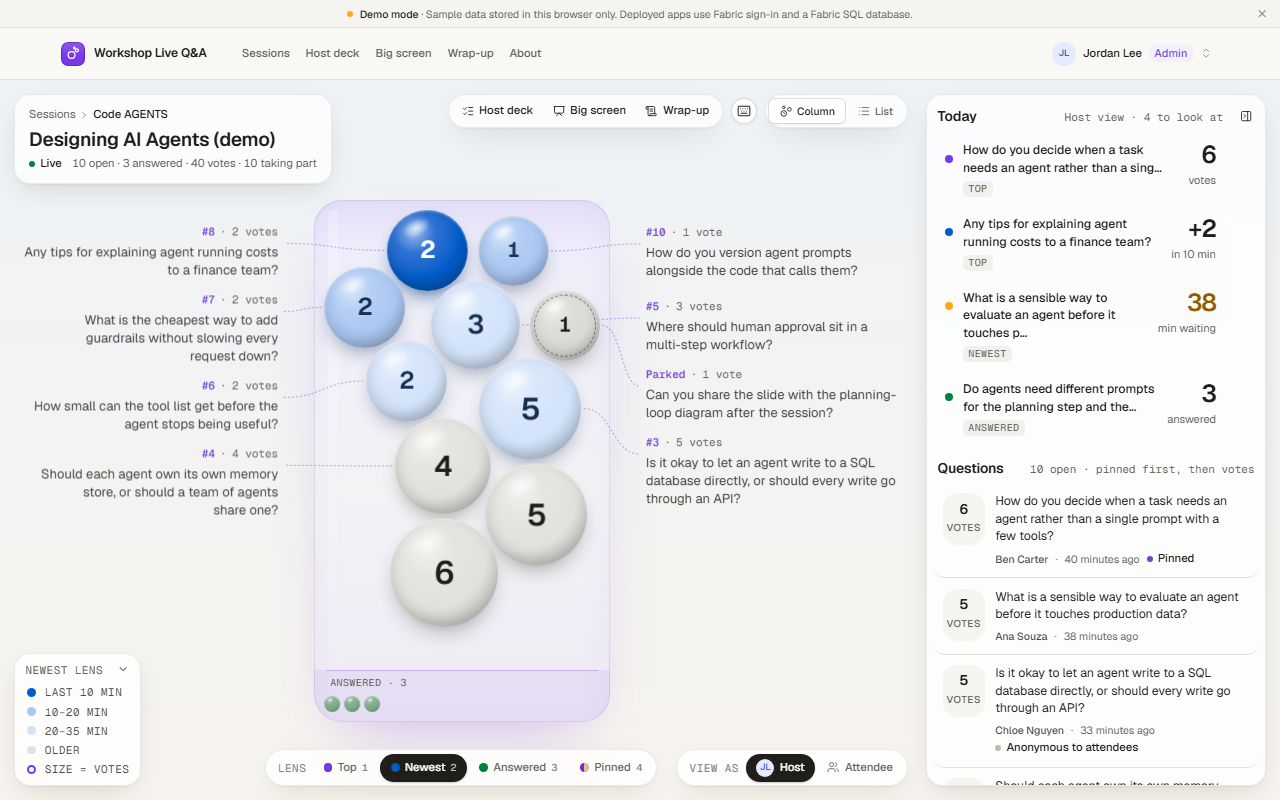 Demo mode · Sample data stored in this browser only. Deployed apps use Fabric sign-in and a Fabric SQL database.
Workshop Live Q&A
Sessions
Host deck
Big screen
Wrap-up
About
JL
Jordan Lee
Admin
Sessions > Code AGENTS
Designing AI Agents (demo)
Live 10 open · 3 answered · 40 votes · 10 taking part
Host deck
Big screen
Wrap-up
Column
List
#8 · 2 votes
Any tips for explaining agent running costs
to a finance team?
#7 · 2 votes
What is the cheapest way to add
guardrails without slowing every
request down?
#6 · 2 votes
How small can the tool list get before the
agent stops being useful?
#4 · 4 votes
Should each agent own its own memory
store, or should a team of agents
share one?
2
1
2
3
1
2
5
4
5
6
ANSWERED · 3
#10 · 1 vote
How do you version agent prompts
alongside the code that calls them?
#5 · 3 votes
Where should human approval sit in a
multi-step workflow?
Parked · 1 vote
Can you share the slide with the planning-
loop diagram after the session?
#3 · 5 votes
Is it okay to let an agent write to a SQL
database directly, or should every write go
through an API?
NEWEST LENS
LAST 10 MIN
10-20 MIN
20-35 MIN
OLDER
SIZE = VOTES
LENS
Top 1
Newest 2
Answered 3
Pinned 4
VIEW AS
JL
Host
Attendee
Today
Host view · 4 to look at
How do you decide when a task
needs an agent rather than a sing…
TOP
6
votes
Any tips for explaining agent
running costs to a finance team?
TOP
+2
in 10 min
What is a sensible way to
evaluate an agent before it
touches p…
NEWEST
38
min waiting
Do agents need different prompts
for the planning step and the…
ANSWERED
3
answered
Questions
10 open · pinned first, then votes
6
VOTES
How do you decide when a task needs an
agent rather than a single prompt with a
few tools?
Ben Carter · 40 minutes ago
Pinned
5
VOTES
What is a sensible way to evaluate an agent
before it touches production data?
Ana Souza · 38 minutes ago
5
VOTES
Is it okay to let an agent write to a SQL
database directly, or should every write go
through an API?
Chloe Nguyen · 33 minutes ago
Anonymous to attendees
Should each agent own its own memory